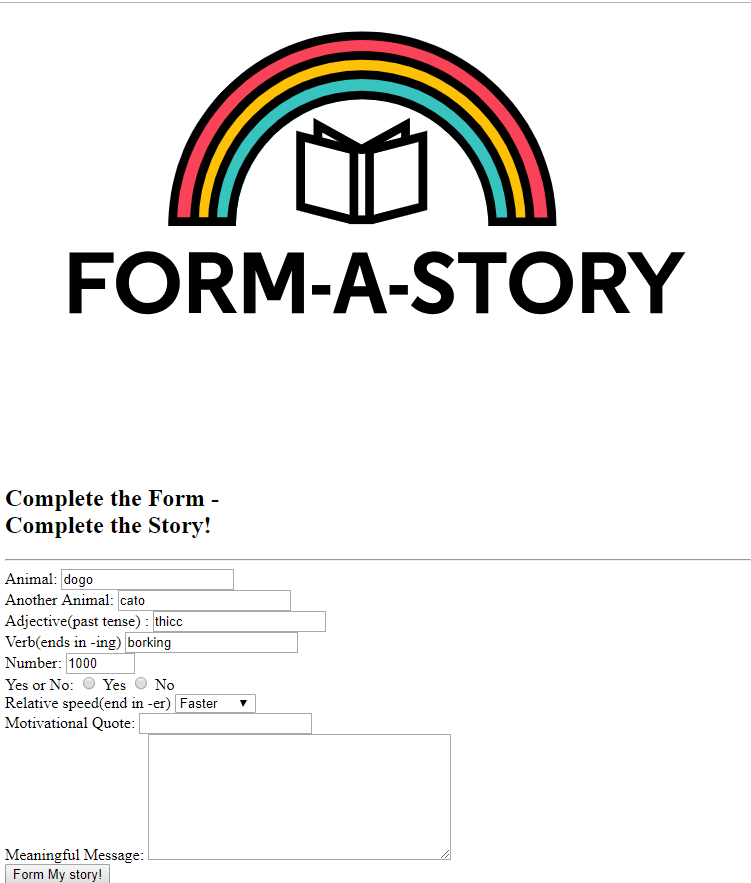 FORM-A-STORY
Complete the Form -
Complete the Story!
Animal: dogo
Another Animal: cato
Adjective(past tense) : thicc
Verb(ends in -ing) borking
Number: 1000
Yes or No: Yes No
Relative speed(end in -er) Faster
Motivational Quote:
Meaningful Message:
Form My story!